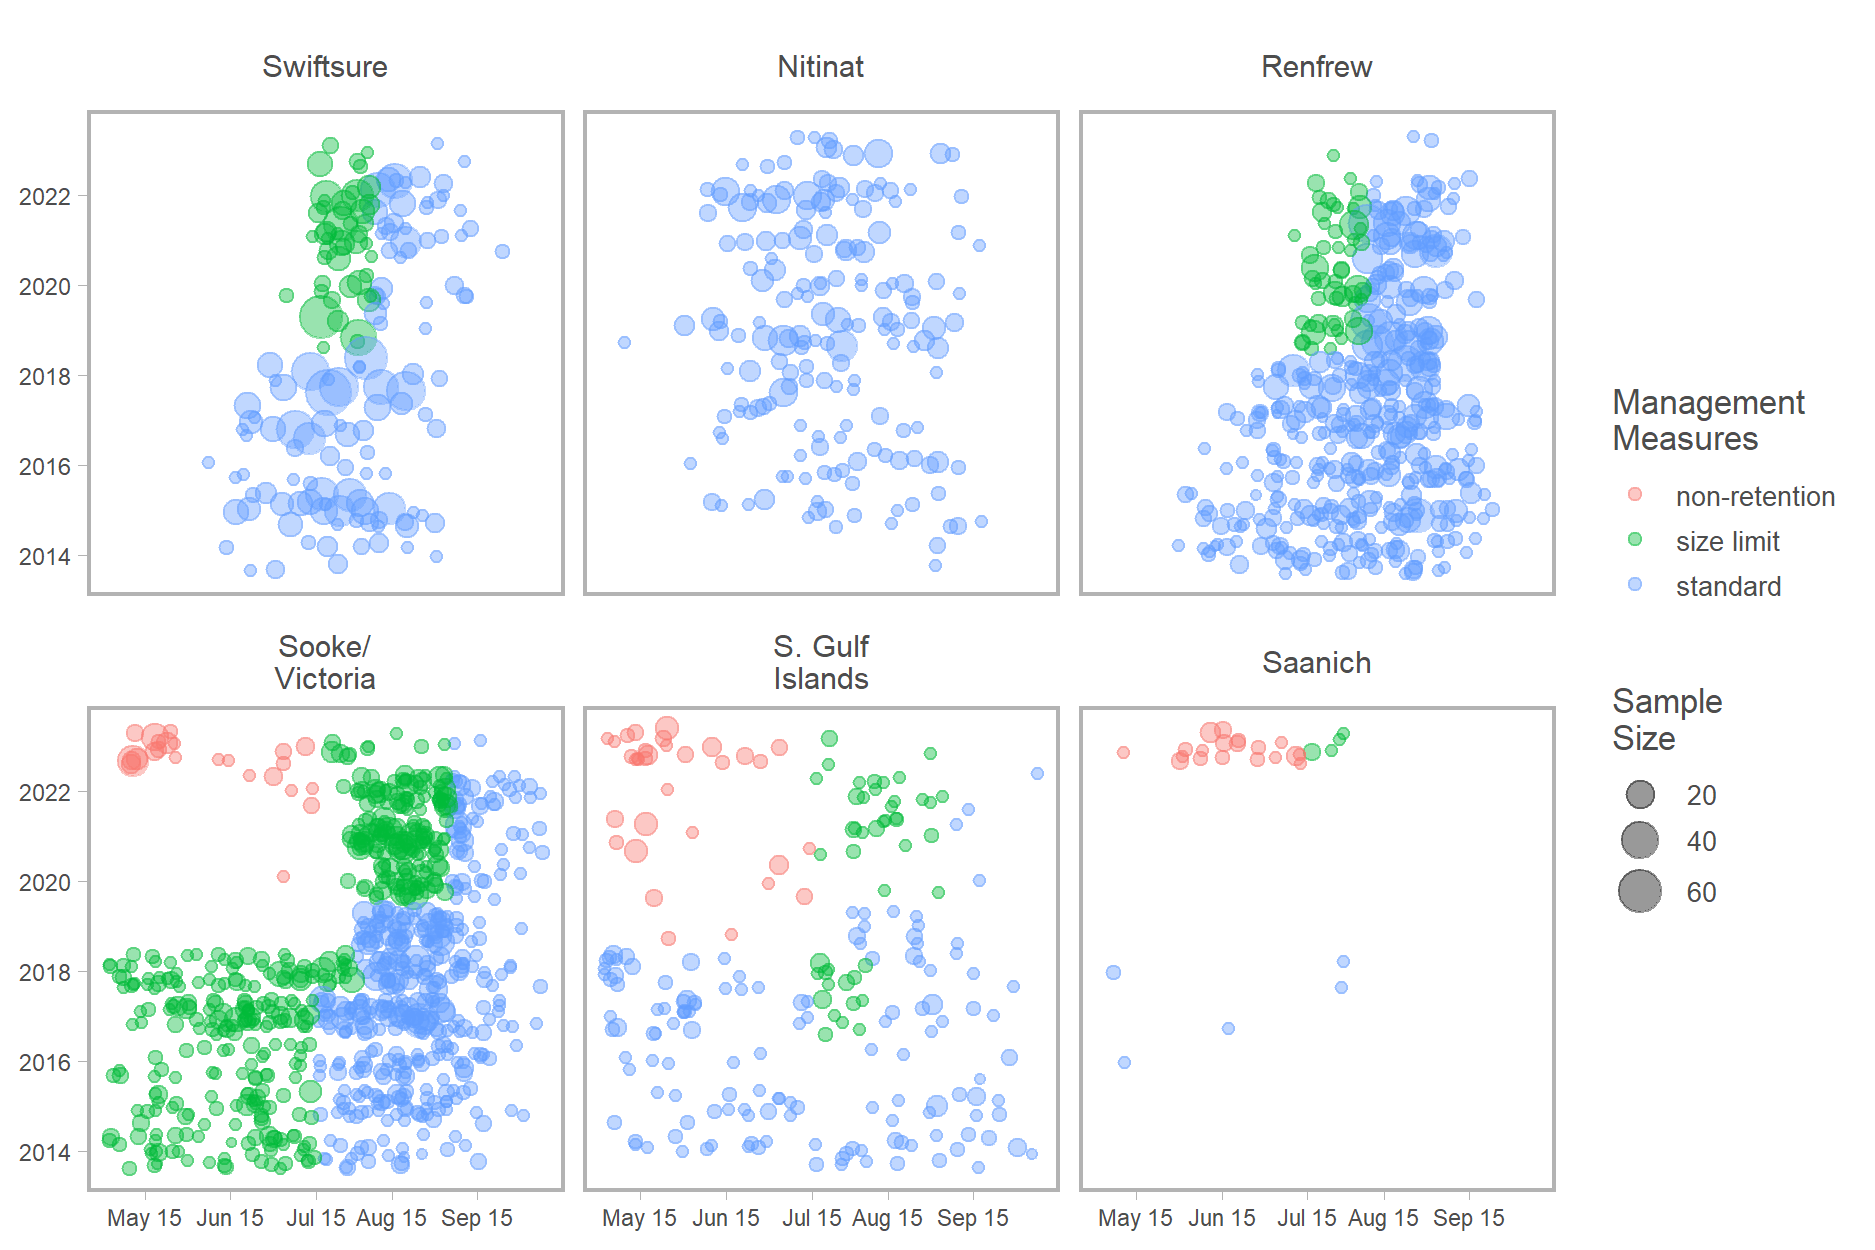 Swiftsure
Nitinat
Renfrew
2022
2020
2018
2016
2014
Management
Measures
non-retention
size limit
standard
Sooke/
Victoria
S. Gulf
Islands
Saanich
Sample
Size
20
40
60
2022
2020
2018
2016
2014
May 15 Jun 15 Jul 15 Aug 15 Sep 15
May 15 Jun 15 Jul 15 Aug 15 Sep 15
May 15 Jun 15 Jul 15 Aug 15 Sep 15